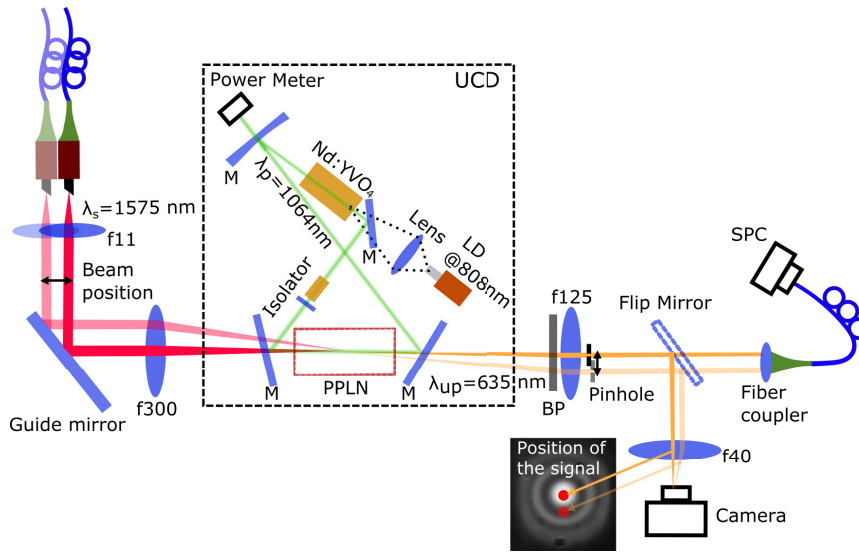 UCD
Power Meter
M
Nd:YVO₄
λp=1064nm
Lens
LD
@808nm
M
Isolator
M
PPLN
M
λs=1575 nm
f11
Beam
position
Guide mirror
f300
λup=635 nm
f125
BP
Pinhole
Flip Mirror
SPC
Fiber
coupler
f40
Position of
the signal
Camera